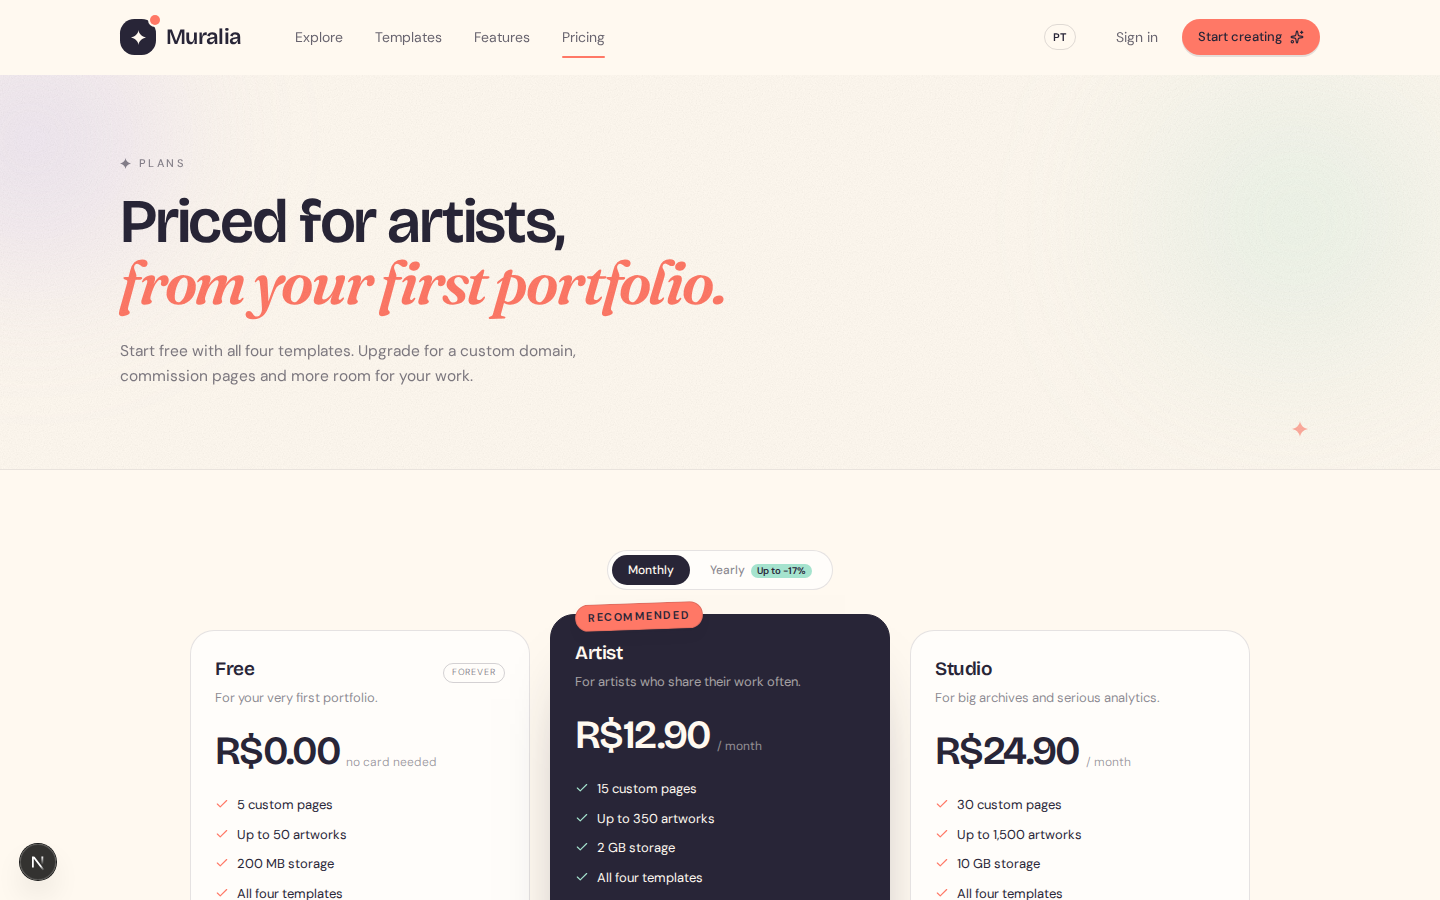 Muralia
Explore
Templates
Features
Pricing
PT
Sign in
Start creating
PLANS
Priced for artists,
from your first portfolio.
Start free with all four templates. Upgrade for a custom domain,
commission pages and more room for your work.
Monthly
Yearly
Up to -17%
Free
FOREVER
For your very first portfolio.
R$0.00 no card needed
5 custom pages
Up to 50 artworks
200 MB storage
All four templates
RECOMMENDED
Artist
For artists who share their work often.
R$12.90 / month
15 custom pages
Up to 350 artworks
2 GB storage
All four templates
Studio
For big archives and serious analytics.
R$24.90 / month
30 custom pages
Up to 1,500 artworks
10 GB storage
All four templates
N